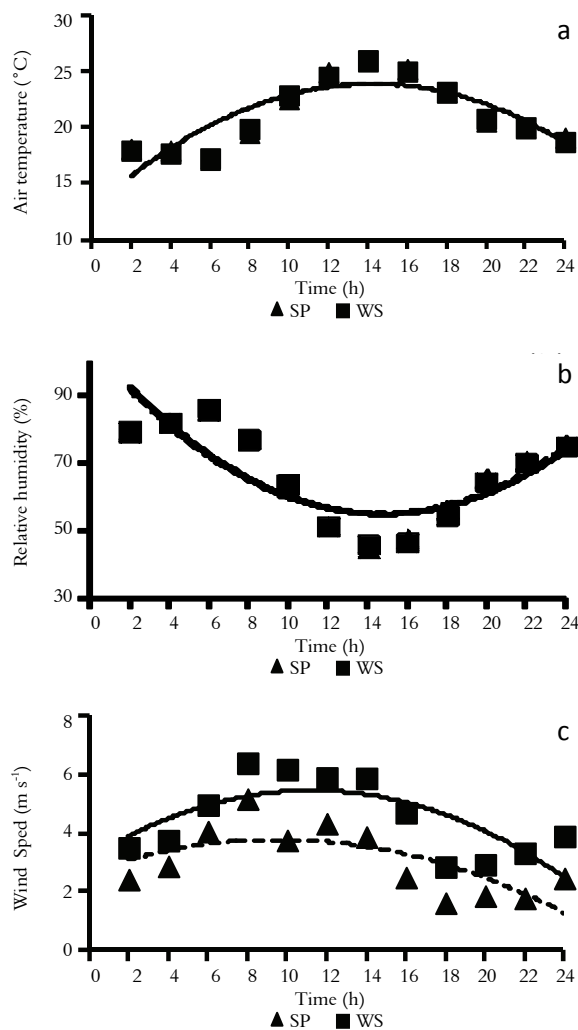 a
30
25
20
15
10
Air temperature (°C)
0 2 4 6 8 10 12 14 16 18 20 22 24
Time (h)
SP WS
b
90
70
50
30
Relative humidity (%)
0 2 4 6 8 10 12 14 16 18 20 22 24
Time (h)
SP WS
c
8
6
4
2
0
Wind Sped (m s⁻¹)
0 2 4 6 8 10 12 14 16 18 20 22 24
Time (h)
SP WS